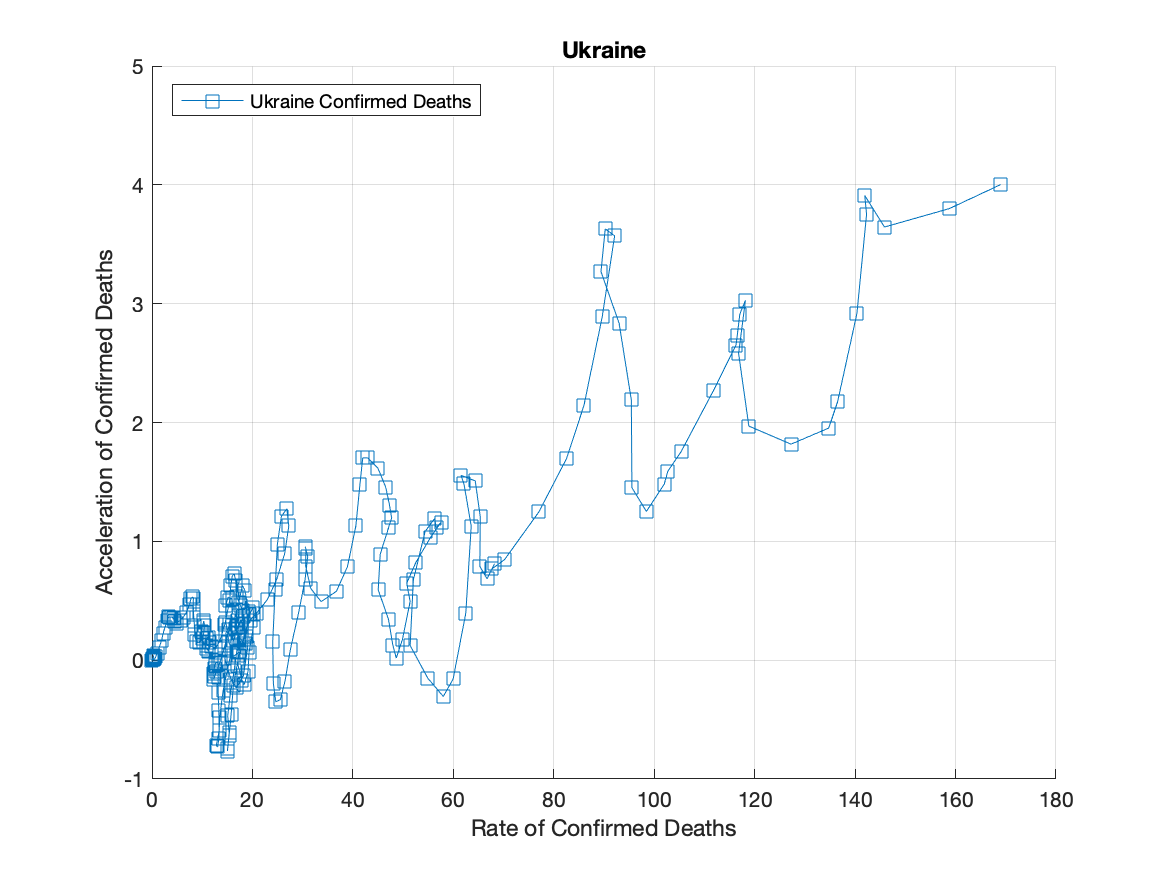 Ukraine
Ukraine Confirmed Deaths
5
4
3
2
1
0
-1
Acceleration of Confirmed Deaths
0 20 40 60 80 100 120 140 160 180
Rate of Confirmed Deaths